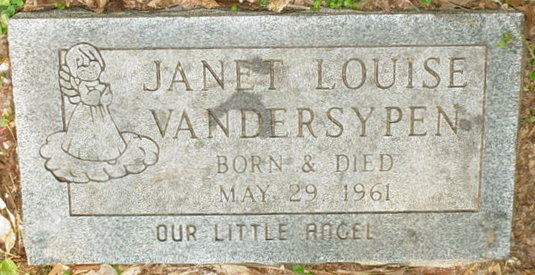 JANET LOUISE
VANDERSYPEN
BORN & DIED
MAY 29, 1961
OUR LITTLE ANGEL